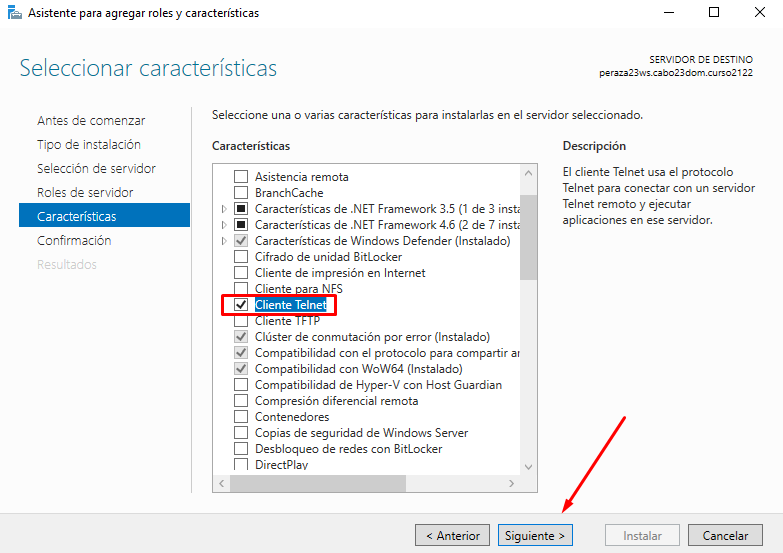 Asistente para agregar roles y características
Seleccionar características
SERVIDOR DE DESTINO
peraza23ws.cabo23dom.curso2122
Antes de comenzar
Tipo de instalación
Selección de servidor
Roles de servidor
Características
Confirmación
Resultados
Seleccione una o varias características para instalarlas en el servidor seleccionado.
Características
Asistencia remota
BranchCache
Características de .NET Framework 3.5 (1 de 3 insta
Características de .NET Framework 4.6 (2 de 7 insta
Características de Windows Defender (Instalado)
Cifrado de unidad BitLocker
Cliente de impresión en Internet
Cliente para NFS
Cliente Telnet
Cliente TFTP
Clúster de conmutación por error (Instalado)
Compatibilidad con el protocolo para compartir ar
Compatibilidad con WoW64 (Instalado)
Compatibilidad de Hyper-V con Host Guardian
Compresión diferencial remota
Contenedores
Copias de seguridad de Windows Server
Desbloqueo de redes con BitLocker
DirectPlay
Descripción
El cliente Telnet usa el protocolo
Telnet para conectar con un servidor
Telnet remoto y ejecutar
aplicaciones en ese servidor.
< Anterior
Siguiente >
Instalar
Cancelar